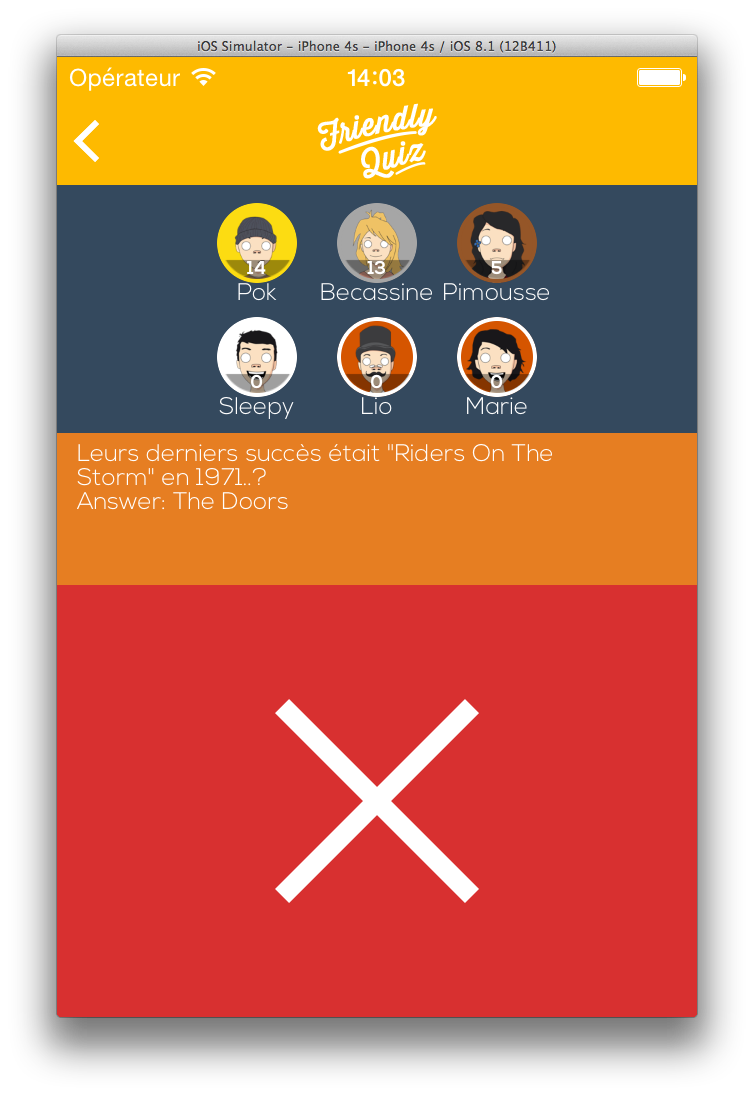 iOS Simulator – iPhone 4s – iPhone 4s / iOS 8.1 (12B411)
Opérateur 14:03
Friendly
Quiz
14 13 5
Pok Becassine Pimousse
0 0 0
Sleepy Lio Marie
Leurs derniers succès était "Riders On The
Storm" en 1971..?
Answer: The Doors